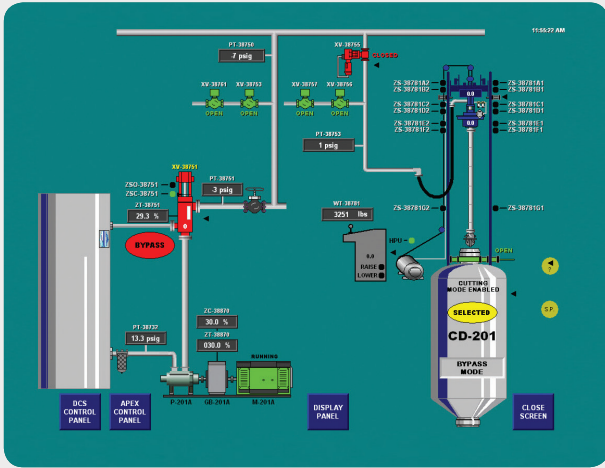 11:55:27 AM
PT-38750
-7 psig
XV-38755
CLOSED
XV-38761
XV-38752
XV-38757
XV-38756
OPEN
OPEN
OPEN
OPEN
ZS-38781A2
ZS-38781B2
ZS-38781C2
ZS-38781D2
ZS-38781E2
ZS-38781F2
ZS-38781G2
0.0
0.0
ZS-38781A1
ZS-38781B1
ZS-38781C1
ZS-38781D1
ZS-38781E1
ZS-38781F1
ZS-38781G1
PT-38753
1 psig
XV-38751
ZSO-38751
ZSC-38751
ZT-38751
29.3 %
BYPASS
PT-38751
-3 psig
WT-38781
3251 lbs
0.0
RAISE
LOWER
HPU
OPEN
CUTTING
MODE ENABLED
SELECTED
CD-201
BYPASS
MODE
?
S.P.
ZC-38870
30.0 %
ZT-38870
030.0 %
RUNNING
PT-38732
13.3 psig
P-201A
GB-201A
M-201A
DCS
CONTROL
PANEL
APEX
CONTROL
PANEL
DISPLAY
PANEL
CLOSE
SCREEN